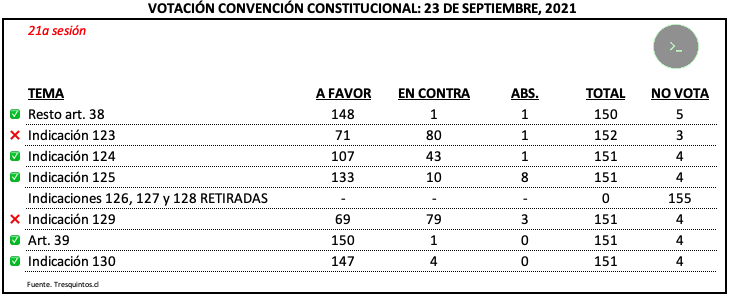 VOTACIÓN CONVENCIÓN CONSTITUCIONAL: 23 DE SEPTIEMBRE, 2021
21a sesión
>_
TEMA A FAVOR EN CONTRA ABS. TOTAL NO VOTA
✅ Resto art. 38 148 1 1 150 5
❌ Indicación 123 71 80 1 152 3
✅ Indicación 124 107 43 1 151 4
✅ Indicación 125 133 10 8 151 4
Indicaciones 126, 127 y 128 RETIRADAS - - - 0 155
❌ Indicación 129 69 79 3 151 4
✅ Art. 39 150 1 0 151 4
✅ Indicación 130 147 4 0 151 4
Fuente. Tresquintos.cl